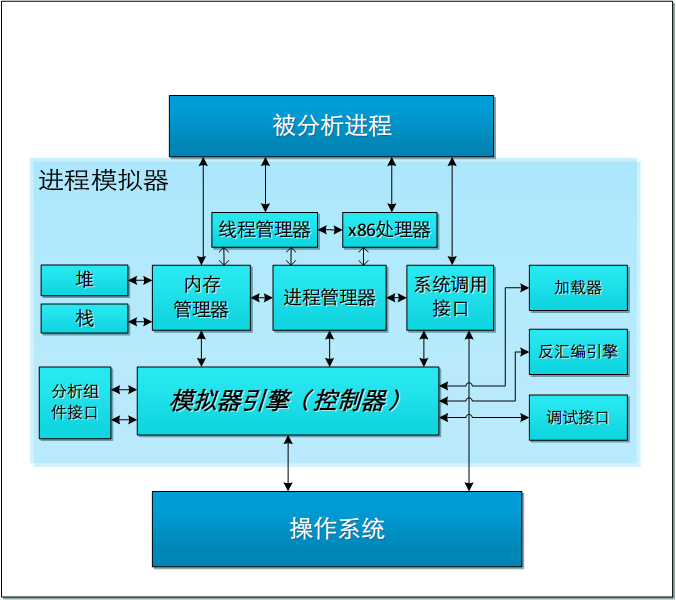 被分析进程
进程模拟器
线程管理器
x86处理器
堆
栈
内存
管理器
进程管理器
系统调用
接口
加载器
反汇编引擎
调试接口
分析组
件接口
模拟器引擎（控制器）
操作系统